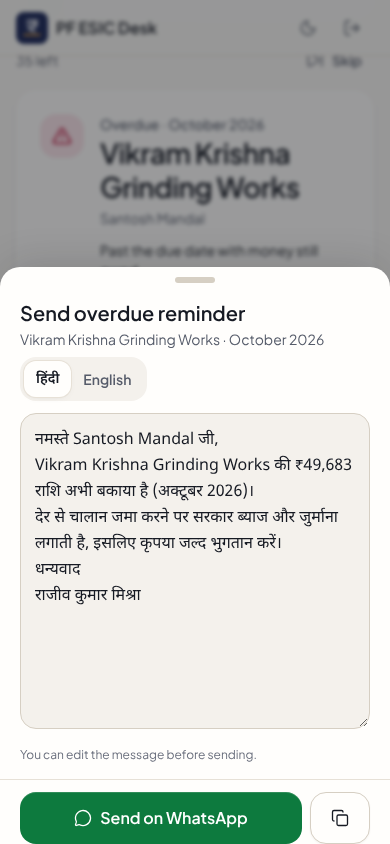 PF ESIC Desk
35 left
Skip
Overdue · October 2026
Vikram Krishna
Grinding Works
Santosh Mandal
Past the due date with money still
Send overdue reminder
Vikram Krishna Grinding Works · October 2026
हिंदी English
नमस्ते Santosh Mandal जी,
Vikram Krishna Grinding Works की ₹49,683
राशि अभी बकाया है (अक्टूबर 2026)।
देर से चालान जमा करने पर सरकार ब्याज और जुर्माना
लगाती है, इसलिए कृपया जल्द भुगतान करें।
धन्यवाद
राजीव कुमार मिश्रा
You can edit the message before sending.
Send on WhatsApp